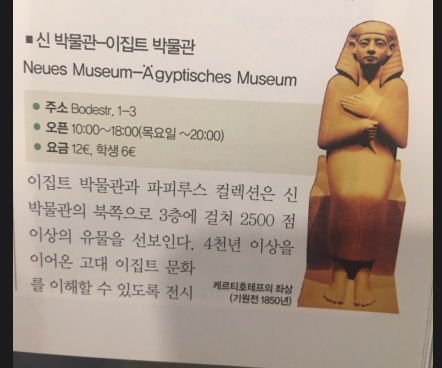 ■ 신 박물관–이집트 박물관
Neues Museum–Ägyptisches Museum
● 주소 Bodestr. 1–3
● 오픈 10:00~18:00(목요일 ~20:00)
● 요금 12€, 학생 6€
이집트 박물관과 파피루스 컬렉션은 신
박물관의 북쪽으로 3층에 걸쳐 2500 점
이상의 유물을 선보인다. 4천년 이상을
이어온 고대 이집트 문화
를 이해할 수 있도록 전시
케르티호테프의 좌상
(기원전 1850년)